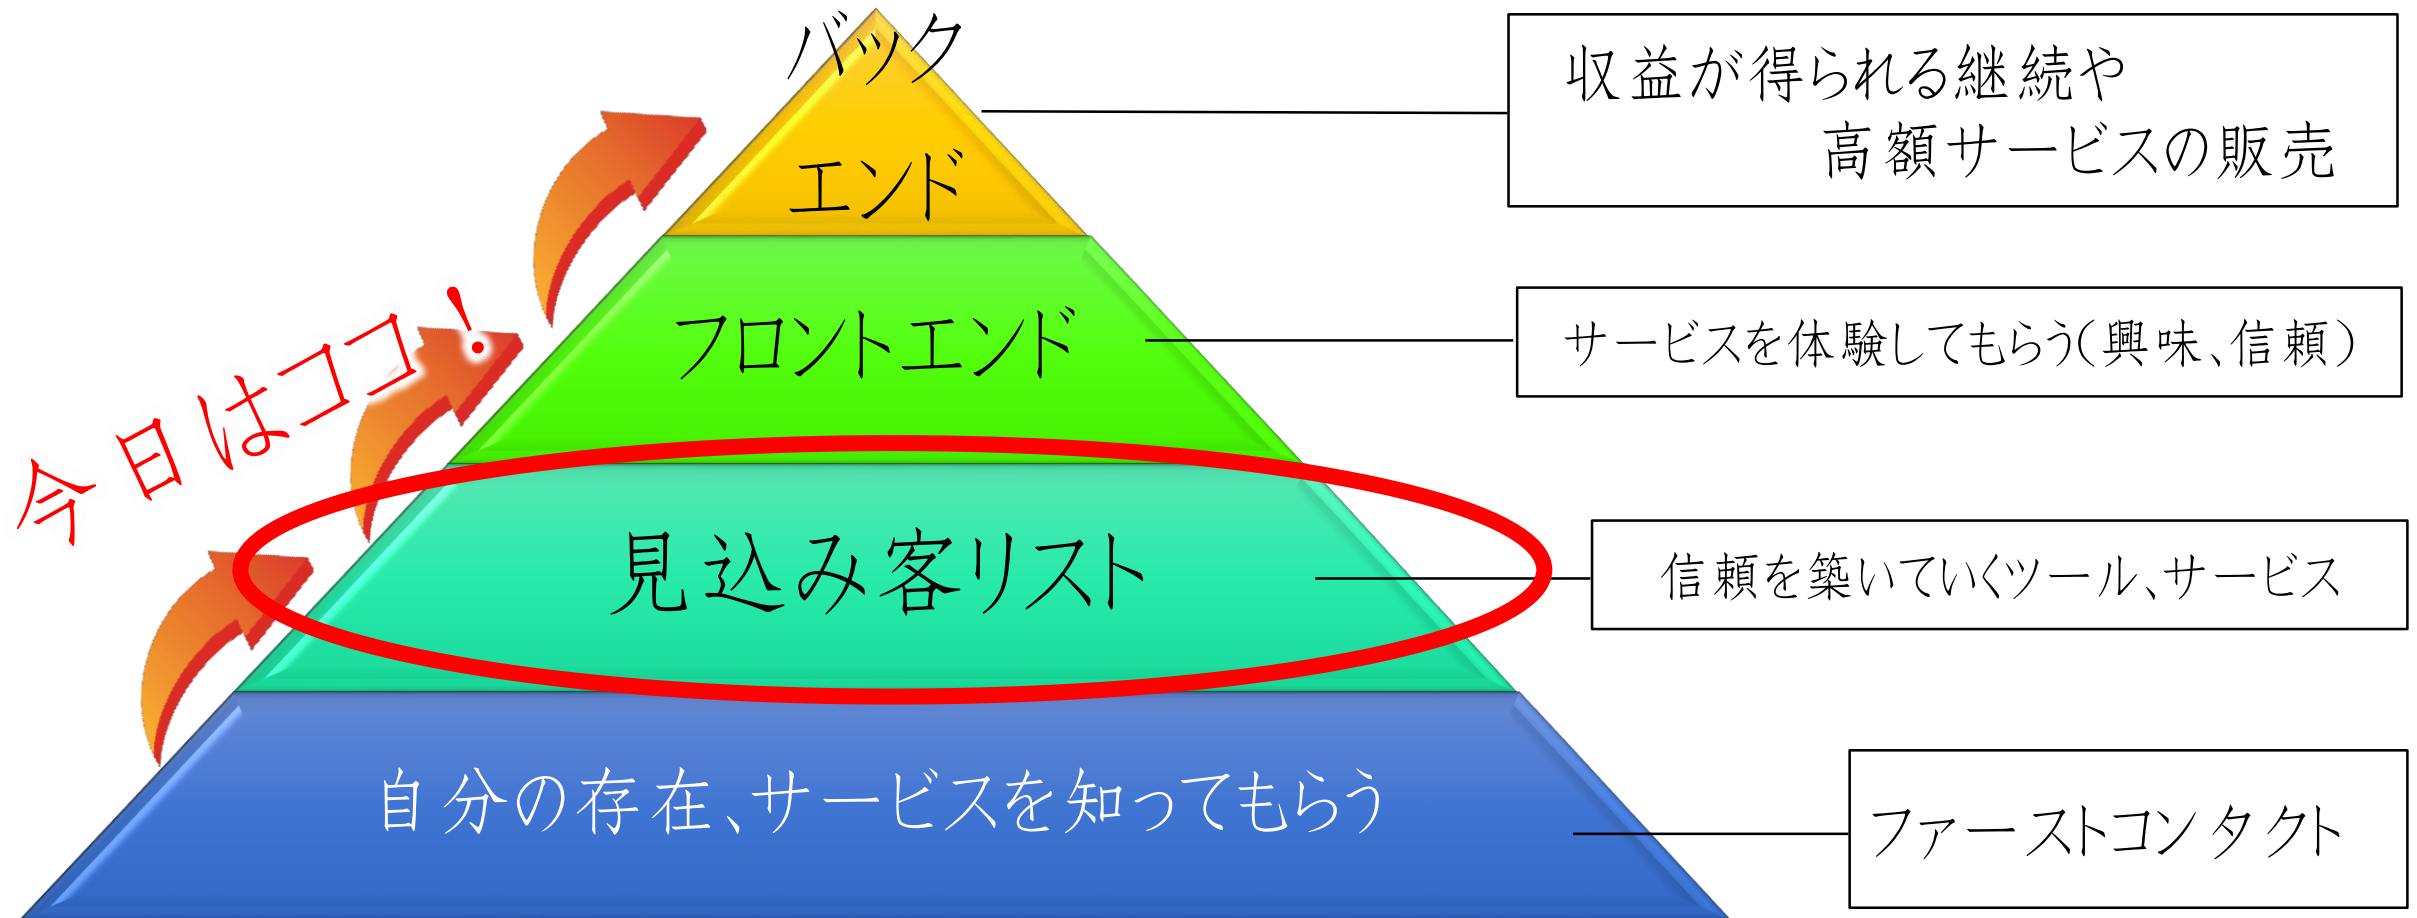 バック
エンド
収益が得られる継続や
高額サービスの販売
今日はココ！
フロントエンド
サービスを体験してもらう(興味、信頼)
見込み客リスト
信頼を築いていくツール、サービス
自分の存在、サービスを知ってもらう
ファーストコンタクト